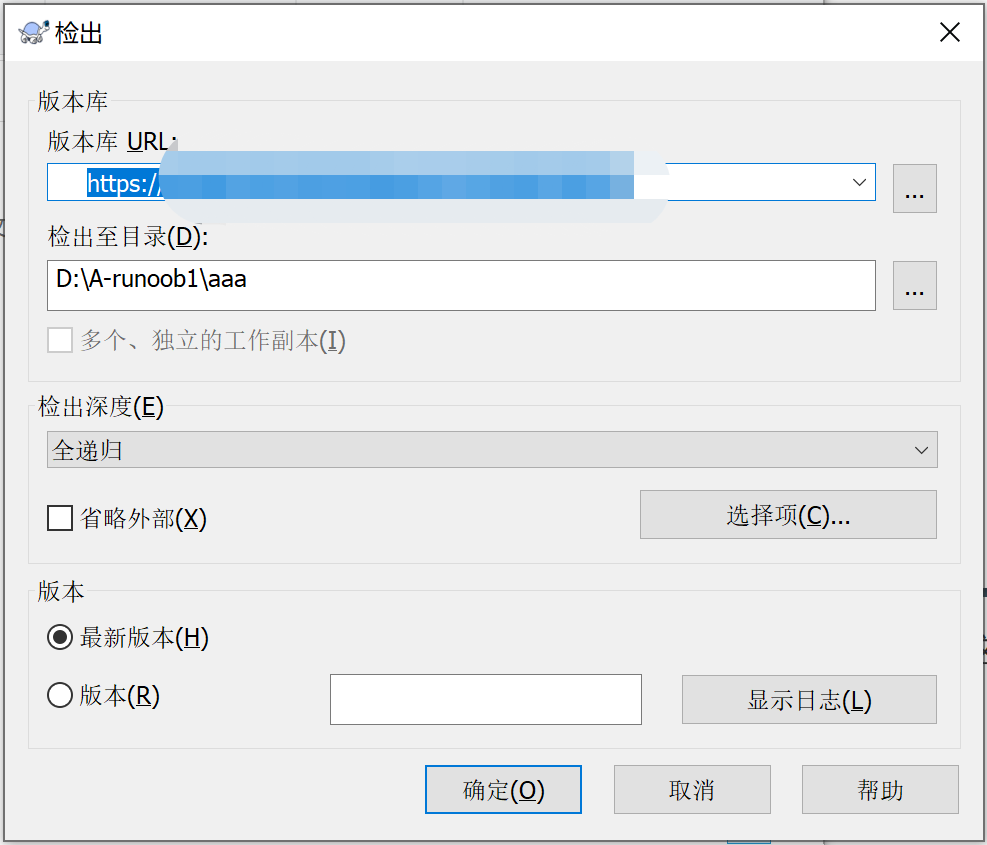 检出
版本库
版本库 URL:
https://
...
检出至目录(D):
D:\A-runoob1\aaa
...
多个、独立的工作副本(I)
检出深度(E)
全递归
省略外部(X)
选择项(C)...
版本
最新版本(H)
版本(R)
显示日志(L)
确定(O)
取消
帮助